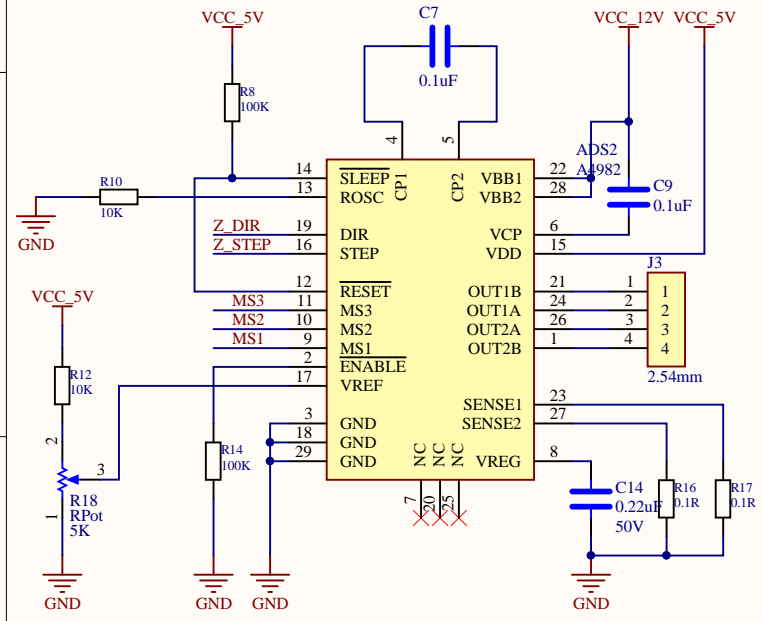 C7
VCC_5V
VCC_12V VCC_5V
0.1uF
R8
100K
4
5
ADS2
A4982
R10
10K
GND
14
SLEEP
13
ROSC
CP1
CP2
VBB1
22
VBB2
28
C9
0.1uF
Z_DIR
19
DIR
Z_STEP
16
STEP
VCP
6
VDD
15
J3
VCC_5V
12
RESET
MS3
11
MS3
MS2
10
MS2
MS1
9
MS1
2
ENABLE
17
VREF
OUT1B
21
1
1
OUT1A
24
2
2
OUT2A
26
3
3
OUT2B
1
4
4
2.54mm
R12
10K
SENSE1
23
SENSE2
27
3
GND
18
GND
29
GND
NC
NC
NC
VREG
8
2
3
1
R18
RPot
5K
R14
100K
7
20
25
C14
0.22uF
50V
R16
0.1R
R17
0.1R
GND
GND
GND
GND